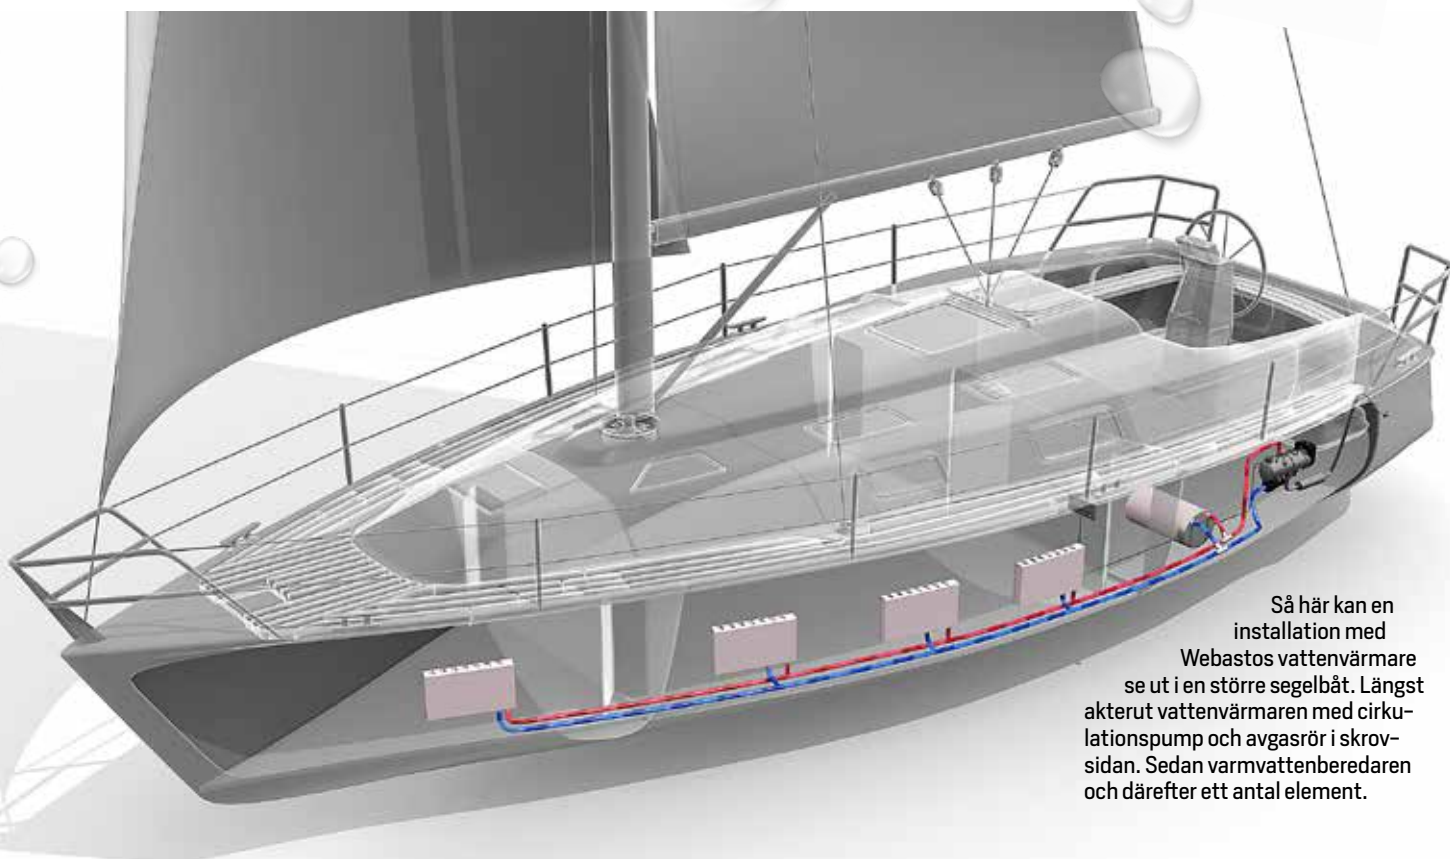 Så här kan en
installation med
Webastos vattenvärmare
se ut i en större segelbåt. Längst
akterut vattenvärmaren med cirku-
lationspump och avgasrör i skrov-
sidan. Sedan varmvattenberedaren
och därefter ett antal element.